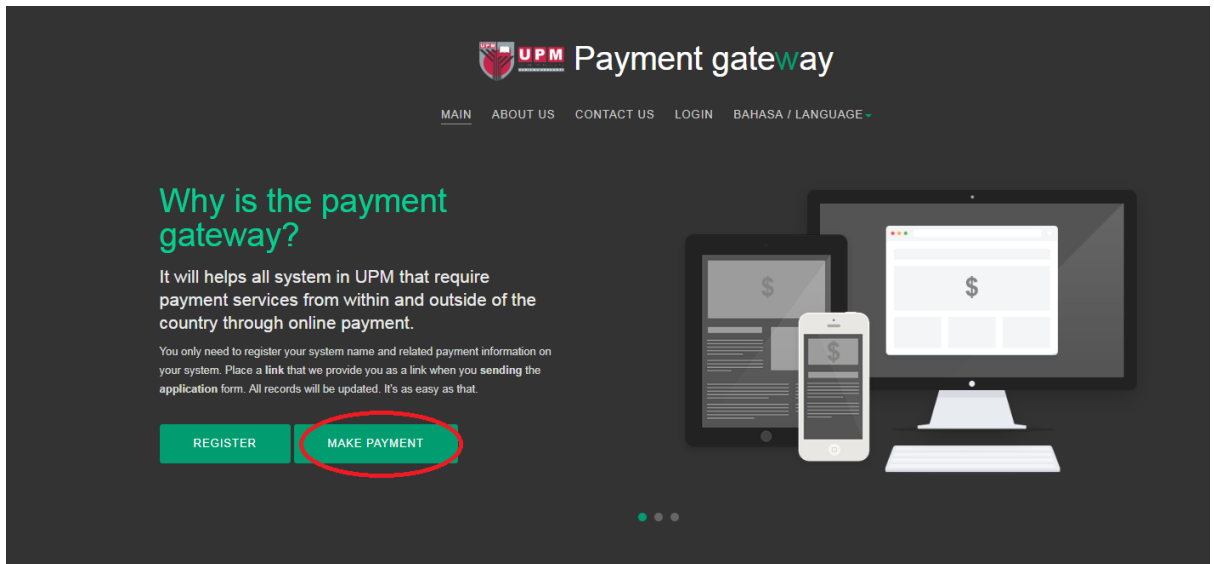 UPM
UPM
Payment gateway
MAIN ABOUT US CONTACT US LOGIN BAHASA / LANGUAGE
Why is the payment
gateway?
It will helps all system in UPM that require
payment services from within and outside of the
country through online payment.
You only need to register your system name and related payment information on
your system. Place a link that we provide you as a link when you sending the
application form. All records will be updated. It's as easy as that.
REGISTER MAKE PAYMENT
$
$
$